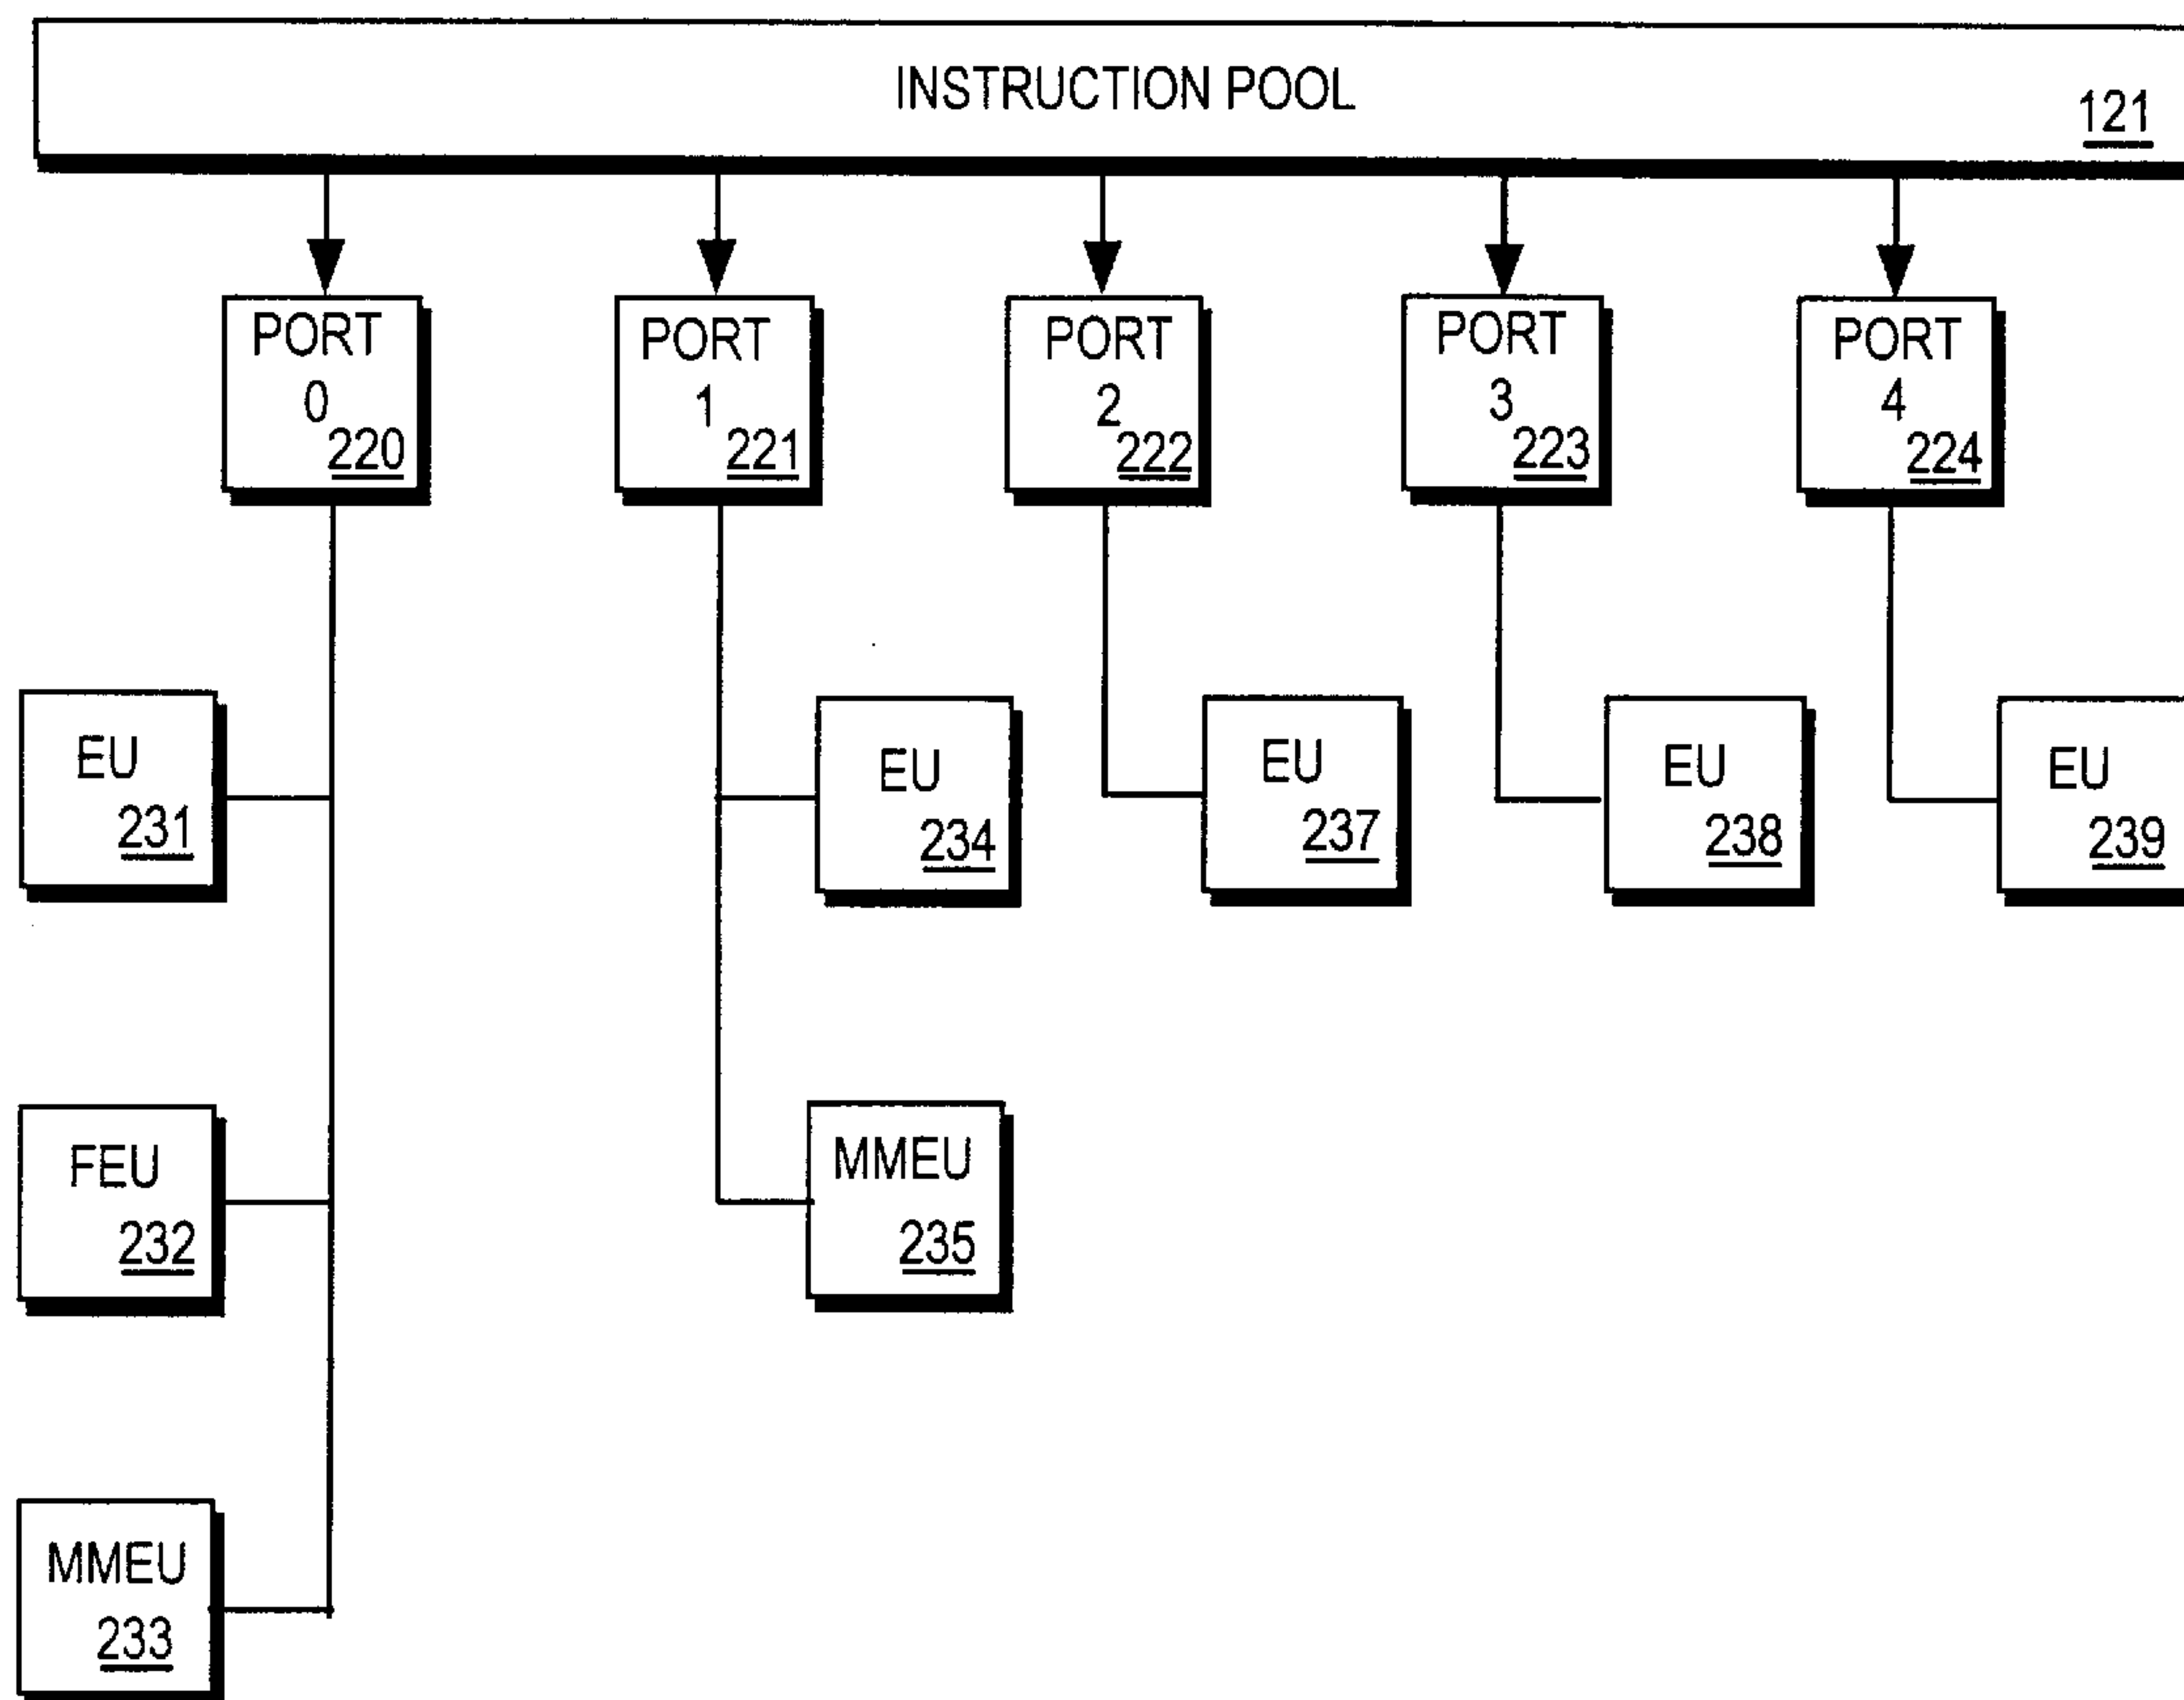 INSTRUCTION POOL
121
PORT
0
220
PORT
1
221
PORT
2
222
PORT
3
223
PORT
4
224
EU
231
EU
234
EU
237
EU
238
EU
239
FEU
232
MMEU
235
MMEU
233